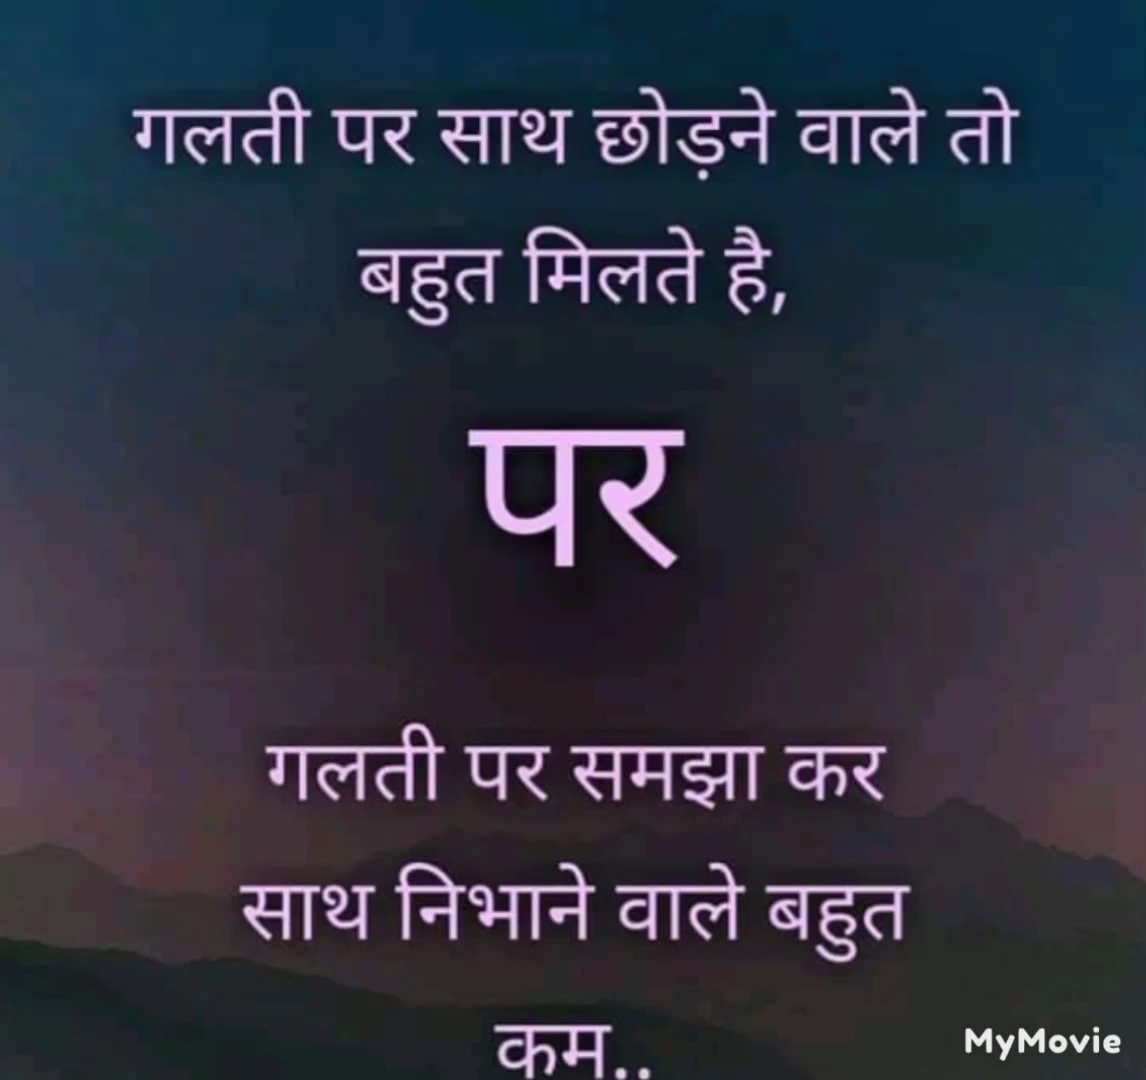 गलती पर साथ छोड़ने वाले तो
बहुत मिलते है,
पर
गलती पर समझा कर
साथ निभाने वाले बहुत
कम..
MyMovie